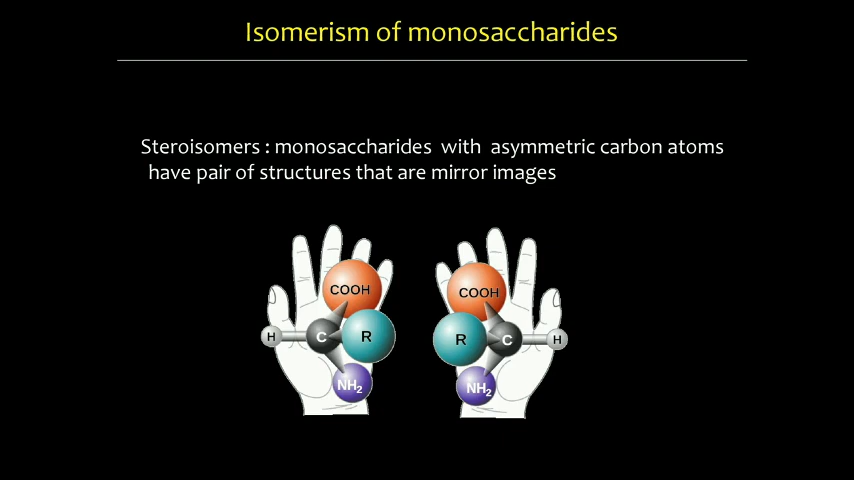 Isomerism of monosaccharides
Steroisomers : monosaccharides with asymmetric carbon atoms
have pair of structures that are mirror images
COOH COOH
H C R R C H
NH2 NH2